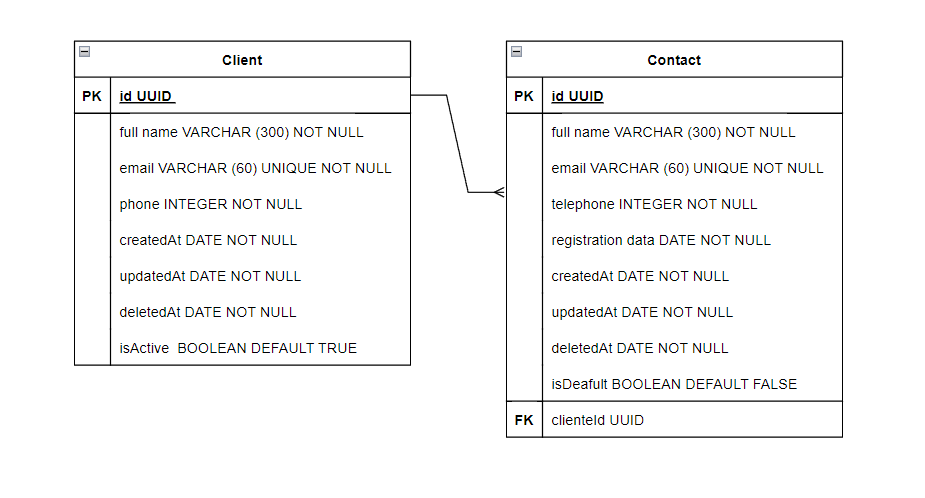 Client
PK id UUID
full name VARCHAR (300) NOT NULL
email VARCHAR (60) UNIQUE NOT NULL
phone INTEGER NOT NULL
createdAt DATE NOT NULL
updatedAt DATE NOT NULL
deletedAt DATE NOT NULL
isActive BOOLEAN DEFAULT TRUE
Contact
PK id UUID
full name VARCHAR (300) NOT NULL
email VARCHAR (60) UNIQUE NOT NULL
telephone INTEGER NOT NULL
registration data DATE NOT NULL
createdAt DATE NOT NULL
updatedAt DATE NOT NULL
deletedAt DATE NOT NULL
isDeafult BOOLEAN DEFAULT FALSE
FK clienteId UUID